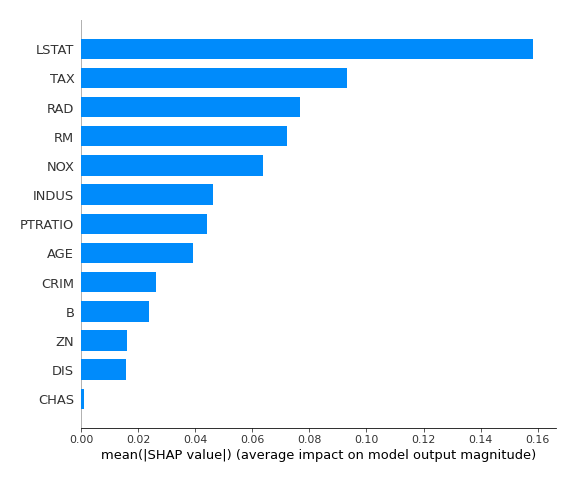 LSTAT
TAX
RAD
RM
NOX
INDUS
PTRATIO
AGE
CRIM
B
ZN
DIS
CHAS
0.00 0.02 0.04 0.06 0.08 0.10 0.12 0.14 0.16
mean(|SHAP value|) (average impact on model output magnitude)